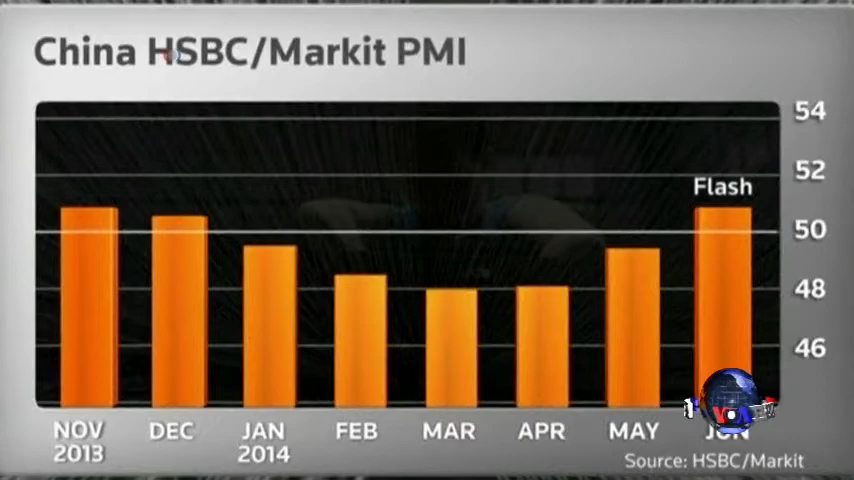 China HSBC/Markit PMI
54
52
Flash
50
48
46
NOV DEC JAN FEB MAR APR MAY JUN
2013 2014
Source: HSBC/Markit
VOA